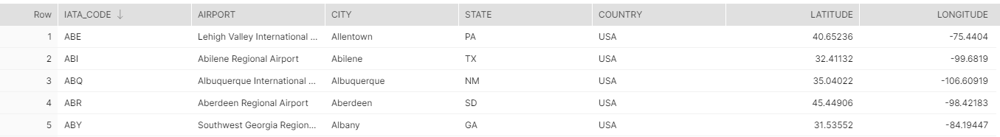 Row IATA_CODE ↓ AIRPORT CITY STATE COUNTRY LATITUDE LONGITUDE
1 ABE Lehigh Valley International ... Allentown PA USA 40.65236 -75.4404
2 ABI Abilene Regional Airport Abilene TX USA 32.41132 -99.6819
3 ABQ Albuquerque International ... Albuquerque NM USA 35.04022 -106.60919
4 ABR Aberdeen Regional Airport Aberdeen SD USA 45.44906 -98.42183
5 ABY Southwest Georgia Region... Albany GA USA 31.53552 -84.19447